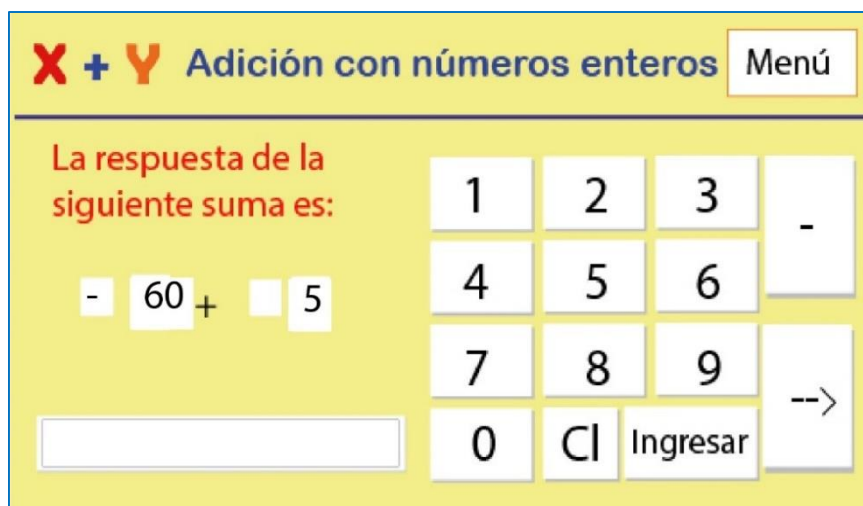 X + Y Adición con números enteros Menú
La respuesta de la
siguiente suma es:
- 60 + 5
1 2 3 -
4 5 6
7 8 9 -->
0 Cl Ingresar